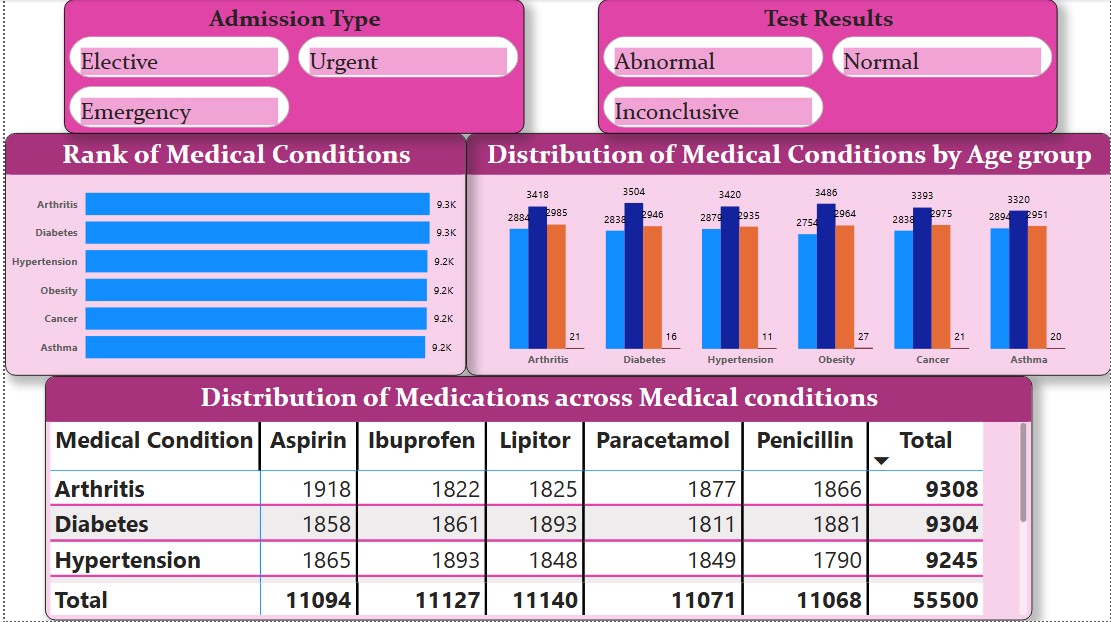 Admission Type
Elective
Urgent
Emergency
Test Results
Abnormal
Normal
Inconclusive
Rank of Medical Conditions
Arthritis 9.3K
Diabetes 9.3K
Hypertension 9.2K
Obesity 9.2K
Cancer 9.2K
Asthma 9.2K
Distribution of Medical Conditions by Age group
2884 3418 2985 21
2838 3504 2946 16
2879 3420 2935 11
2754 3486 2964 27
2838 3393 2975 21
2894 3320 2951 20
Arthritis Diabetes Hypertension Obesity Cancer Asthma
Distribution of Medications across Medical conditions
Medical Condition Aspirin Ibuprofen Lipitor Paracetamol Penicillin Total
Arthritis 1918 1822 1825 1877 1866 9308
Diabetes 1858 1861 1893 1811 1881 9304
Hypertension 1865 1893 1848 1849 1790 9245
Total 11094 11127 11140 11071 11068 55500